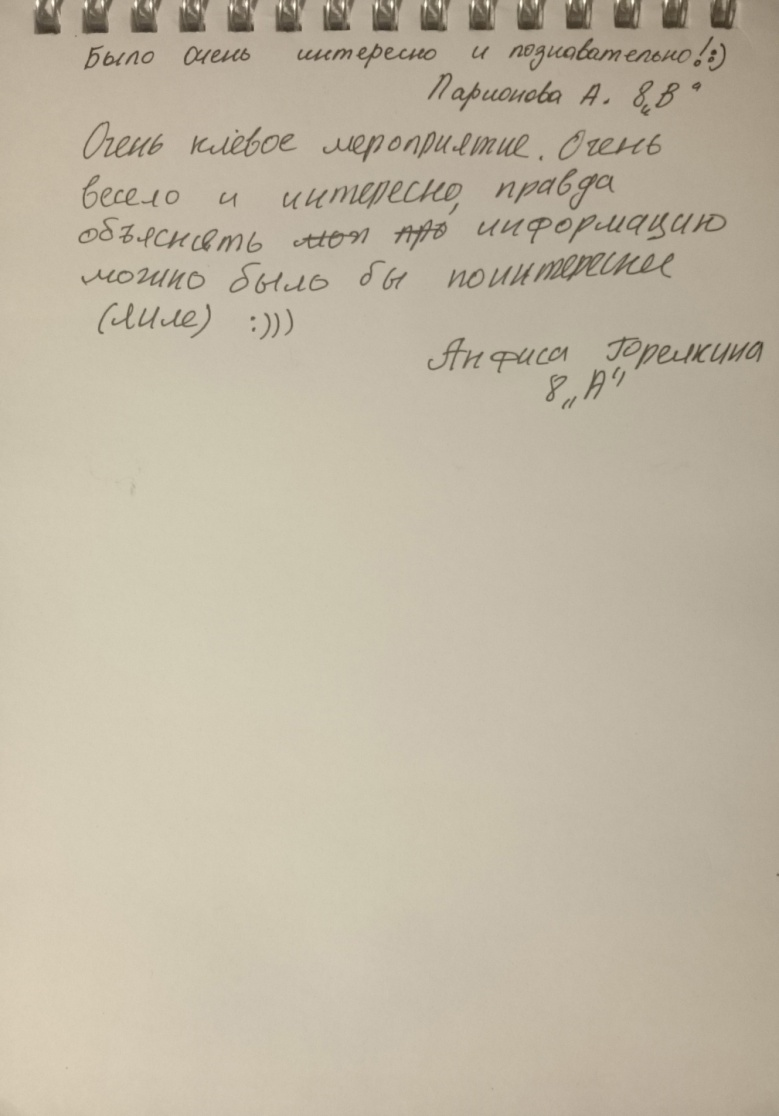 Было очень интересно и познавательно! :)
Ларионова А. 8 „В“
Очень клёвое мероприятие. Очень
весело и интересно, правда
объяснять информацию
можно было бы поинтереснее
(Лиле) :)))
Анфиса Горелкина
8 „А“